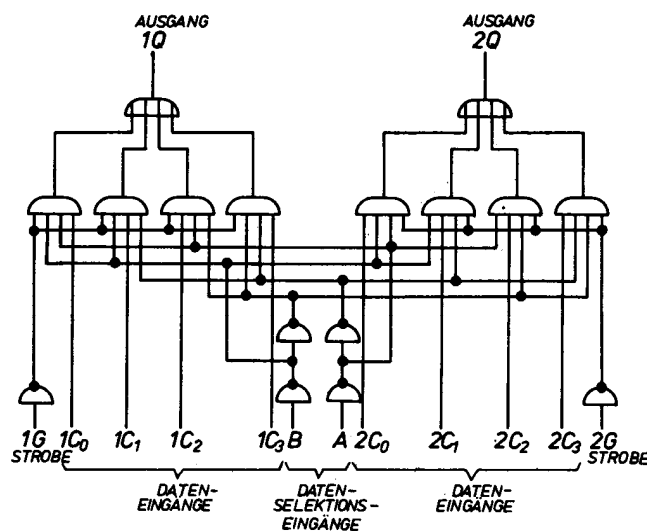 AUSGANG
1Q
AUSGANG
2Q
1G 1C0 1C1 1C2 1C3 B A 2C0 2C1 2C2 2C3 2G
STROBE
STROBE
DATEN-
EINGÄNGE
DATEN-
SELEKTIONS-
EINGÄNGE
DATEN-
EINGÄNGE